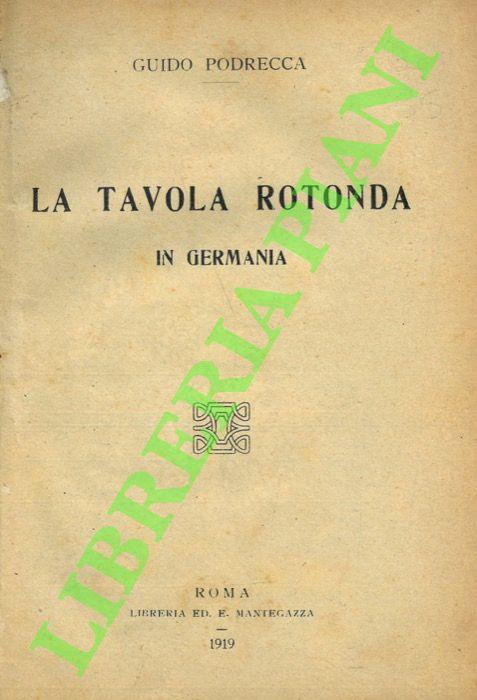 GUIDO PODRECCA
LA TAVOLA ROTONDA
IN GERMANIA
ROMA
LIBRERIA ED. E. MANTEGAZZA
1919
LIBRERIA PIANI